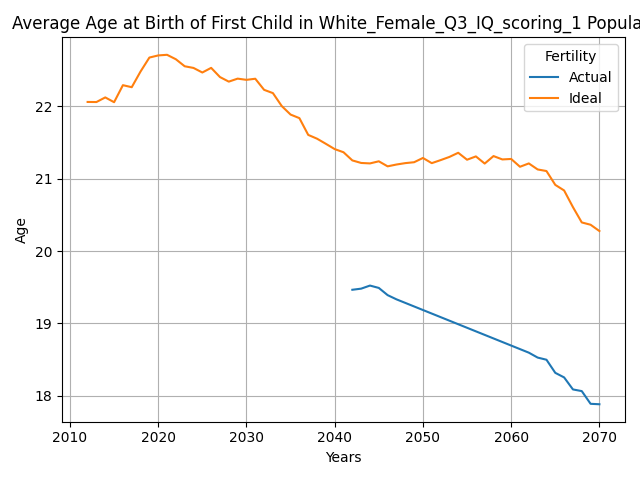 Average Age at Birth of First Child in White_Female_Q3_IQ_scoring_1 Popula
Fertility
Actual
Ideal
22
21
20
19
18
Age
2010 2020 2030 2040 2050 2060 2070
Years